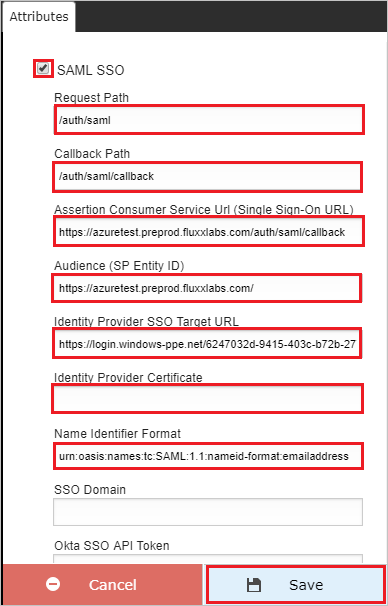 Attributes
SAML SSO
Request Path
/auth/saml
Callback Path
/auth/saml/callback
Assertion Consumer Service Url (Single Sign-On URL)
https://azuretest.preprod.fluxxlabs.com/auth/saml/callback
Audience (SP Entity ID)
https://azuretest.preprod.fluxxlabs.com/
Identity Provider SSO Target URL
https://login.windows-ppe.net/6247032d-9415-403c-b72b-27
Identity Provider Certificate
Name Identifier Format
urn:oasis:names:tc:SAML:1.1:nameid-format:emailaddress
SSO Domain
Okta SSO API Token
Cancel
Save